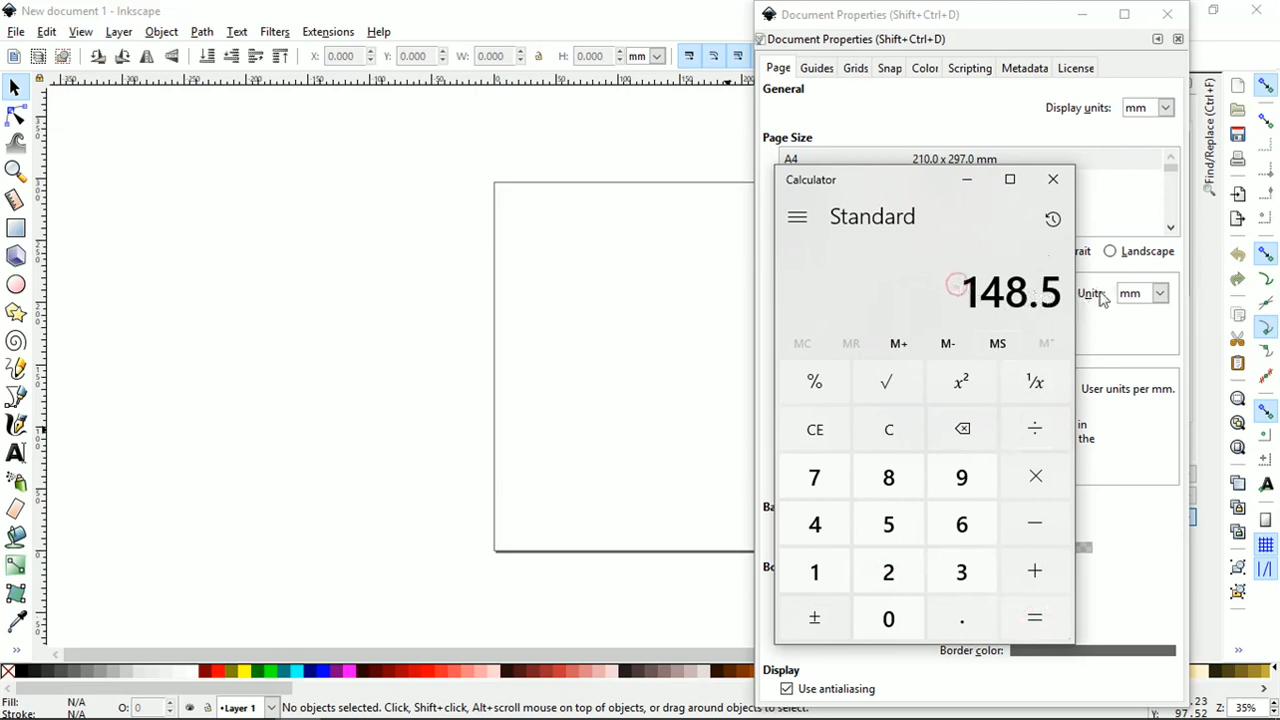 New document 1 - Inkscape
File Edit View Layer Object Path Text Filters Extensions Help
X: 0.000 Y: 0.000 W: 0.000 H: 0.000 mm
Document Properties (Shift+Ctrl+D)
Document Properties (Shift+Ctrl+D)
Page Guides Grids Snap Color Scripting Metadata License
General
Display units: mm
Page Size
A4 210.0 x 297.0 mm
Landscape
Units: mm
User units per mm.
in
the
Border color:
Display
Use antialiasing
Calculator
Standard
148.5
MC MR M+ M- MS
% √ x² ¹/x
CE C ÷
7 8 9 ×
4 5 6 −
1 2 3 +
± 0 . =
Find/Replace (Ctrl+F)
Fill: N/A
Stroke: N/A
O: 0
Layer 1
No objects selected. Click, Shift+click, Alt+scroll mouse on top of objects, or drag around objects to select.
Y: 97.52
Z: 35%